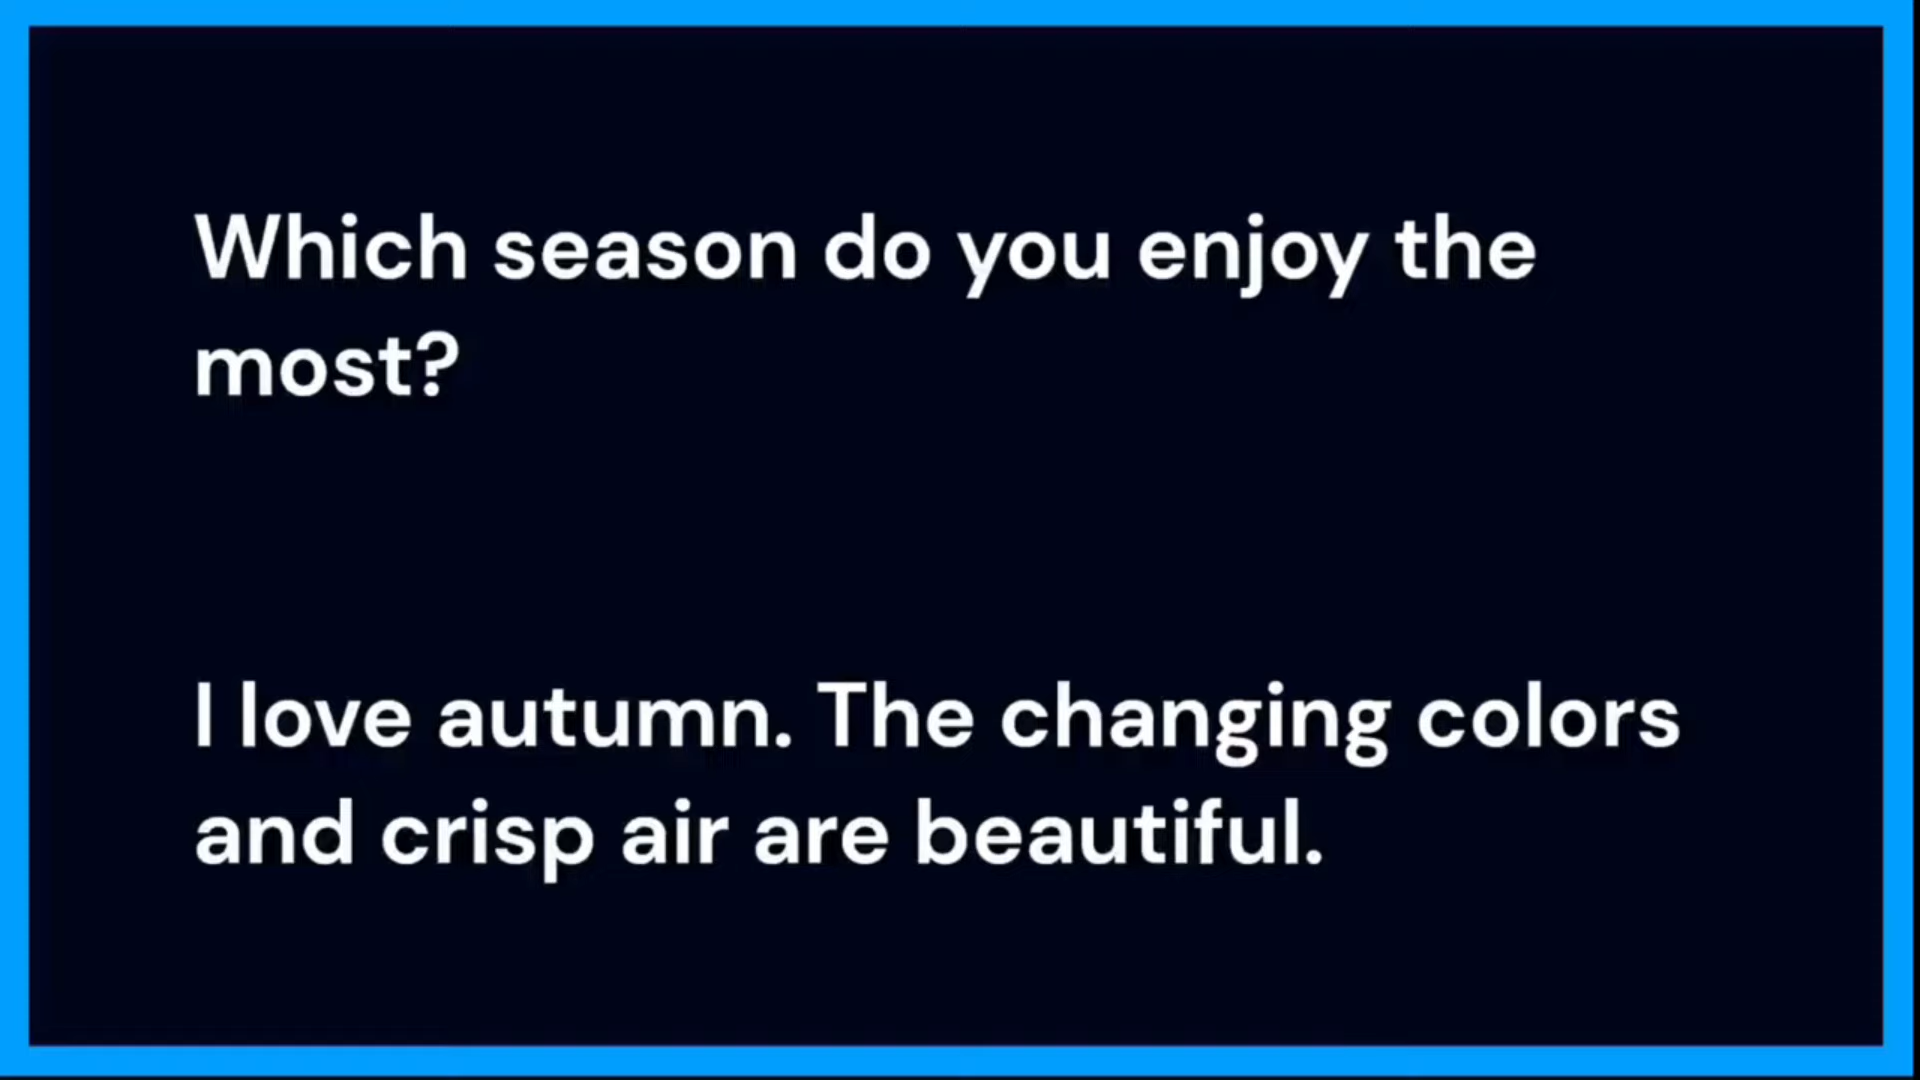 Which season do you enjoy the
most?
I love autumn. The changing colors
and crisp air are beautiful.